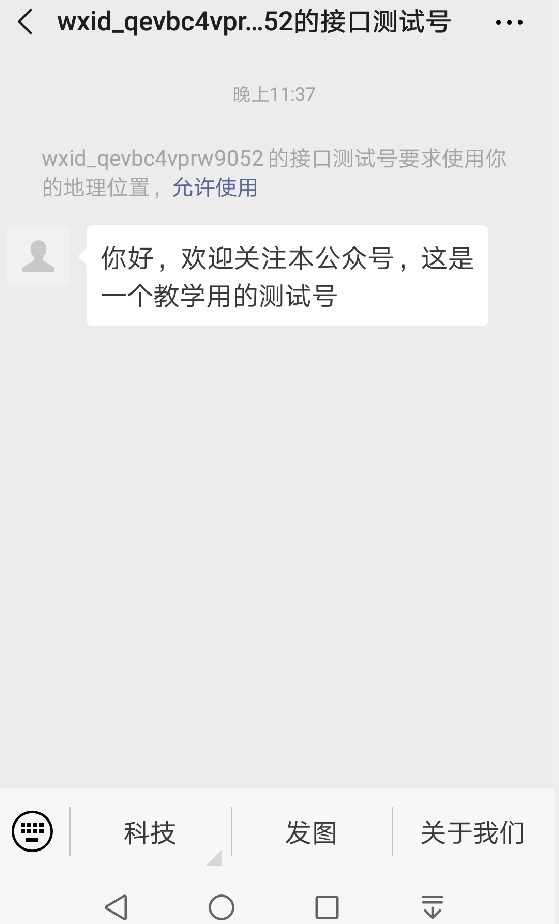 wxid_qevbc4vpr...52的接口测试号
晚上11:37
wxid_qevbc4vprw9052 的接口测试号要求使用你
的地理位置，允许使用
你好，欢迎关注本公众号，这是
一个教学用的测试号
科技
发图
关于我们